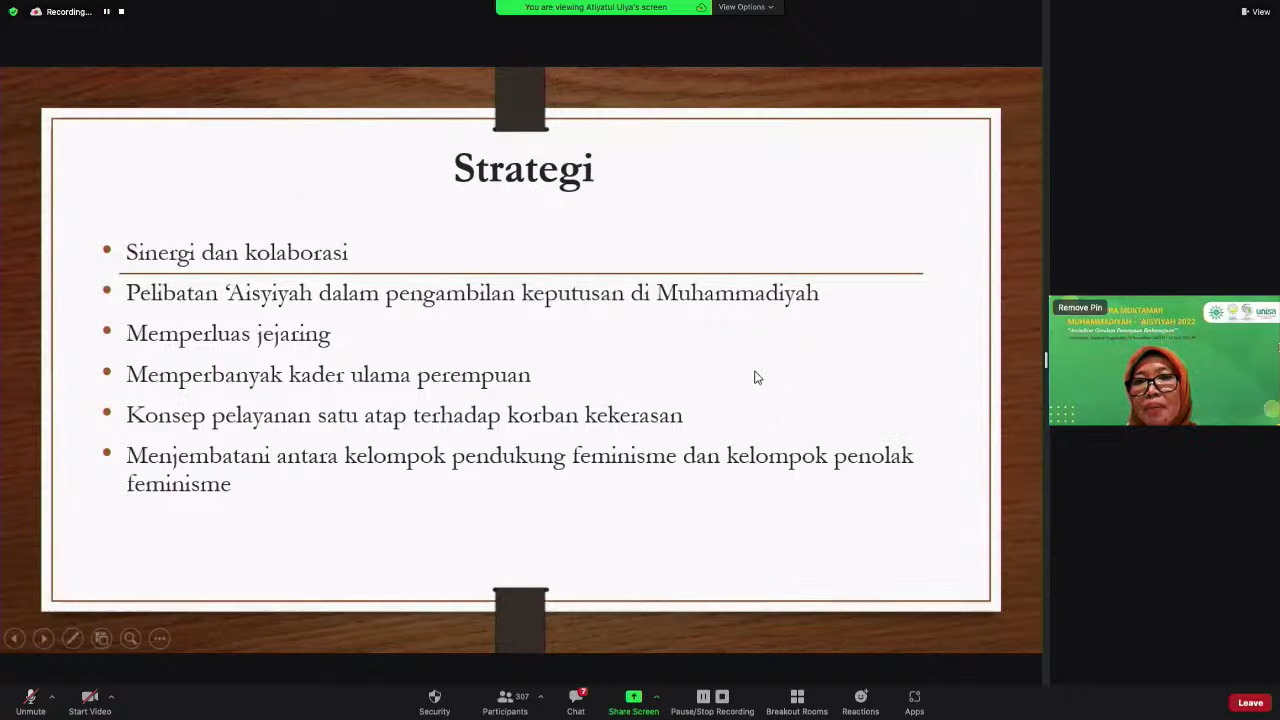 Recording...
You are viewing Atiyatul Ulya's screen
View Options
View
Strategi
• Sinergi dan kolaborasi
• Pelibatan ‘Aisyiyah dalam pengambilan keputusan di Muhammadiyah
• Memperluas jejaring
• Memperbanyak kader ulama perempuan
• Konsep pelayanan satu atap terhadap korban kekerasan
• Menjembatani antara kelompok pendukung feminisme dan kelompok penolak
feminisme
Remove Pin
RA MUKTAMAR
MUHAMMADIYAH - 'AISYIYAH 2022
unisa
Unmute
Start Video
Security
307
Participants
7
Chat
Share Screen
Pause/Stop Recording
Breakout Rooms
Reactions
Apps
Leave